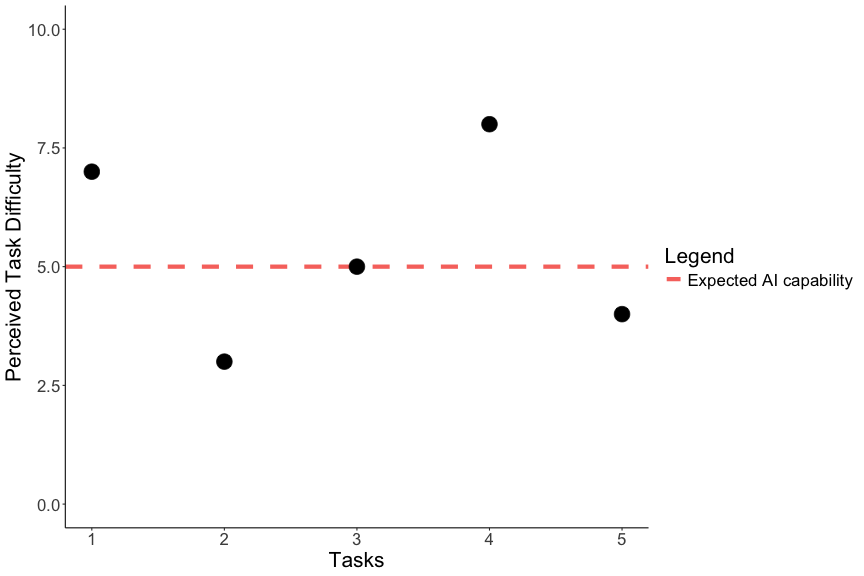 10.0
7.5
5.0
2.5
0.0
Perceived Task Difficulty
1 2 3 4 5
Tasks
Legend
Expected AI capability